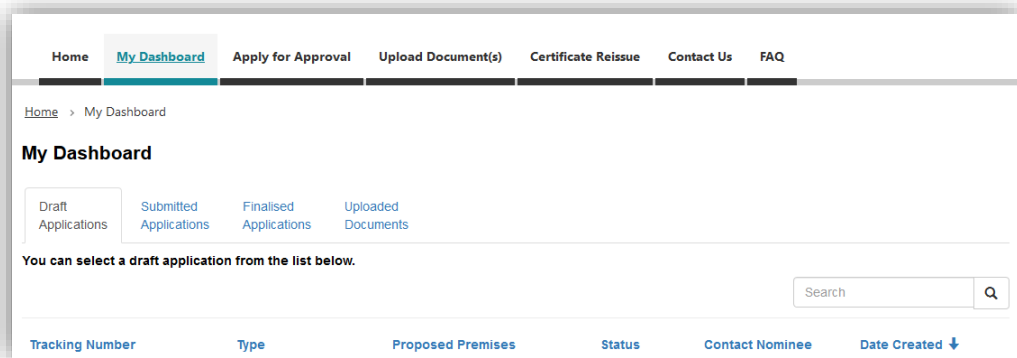 Home My Dashboard Apply for Approval Upload Document(s) Certificate Reissue Contact Us FAQ
Home > My Dashboard
My Dashboard
Draft Submitted Finalised Uploaded
Applications Applications Applications Documents
You can select a draft application from the list below.
Search
Tracking Number Type Proposed Premises Status Contact Nominee Date Created